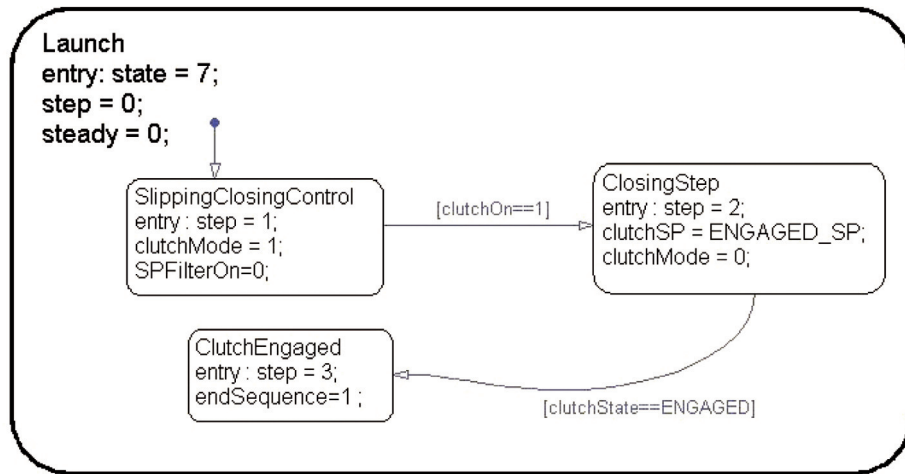 Launch
entry: state = 7;
step = 0;
steady = 0;
SlippingClosingControl
entry : step = 1;
clutchMode = 1;
SPFilterOn=0;
[clutchOn==1]
ClosingStep
entry : step = 2;
clutchSP = ENGAGED_SP;
clutchMode = 0;
ClutchEngaged
entry : step = 3;
endSequence=1 ;
[clutchState==ENGAGED]